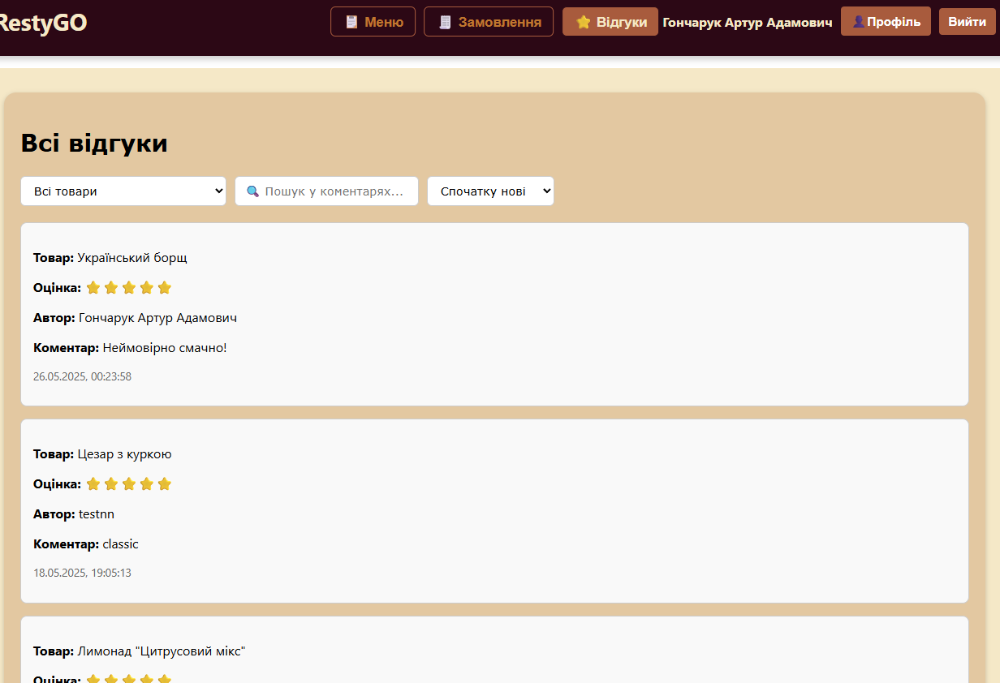 RestyGO
Меню Замовлення Відгуки Гончарук Артур Адамович Профіль Вийти
Всі відгуки
Всі товари Пошук у коментарях... Спочатку нові
Товар: Український борщ
Оцінка:
Автор: Гончарук Артур Адамович
Коментар: Неймовірно смачно!
26.05.2025, 00:23:58
Товар: Цезар з куркою
Оцінка:
Автор: testnn
Коментар: classic
18.05.2025, 19:05:13
Товар: Лимонад "Цитрусовий мікс"
Оцінка: